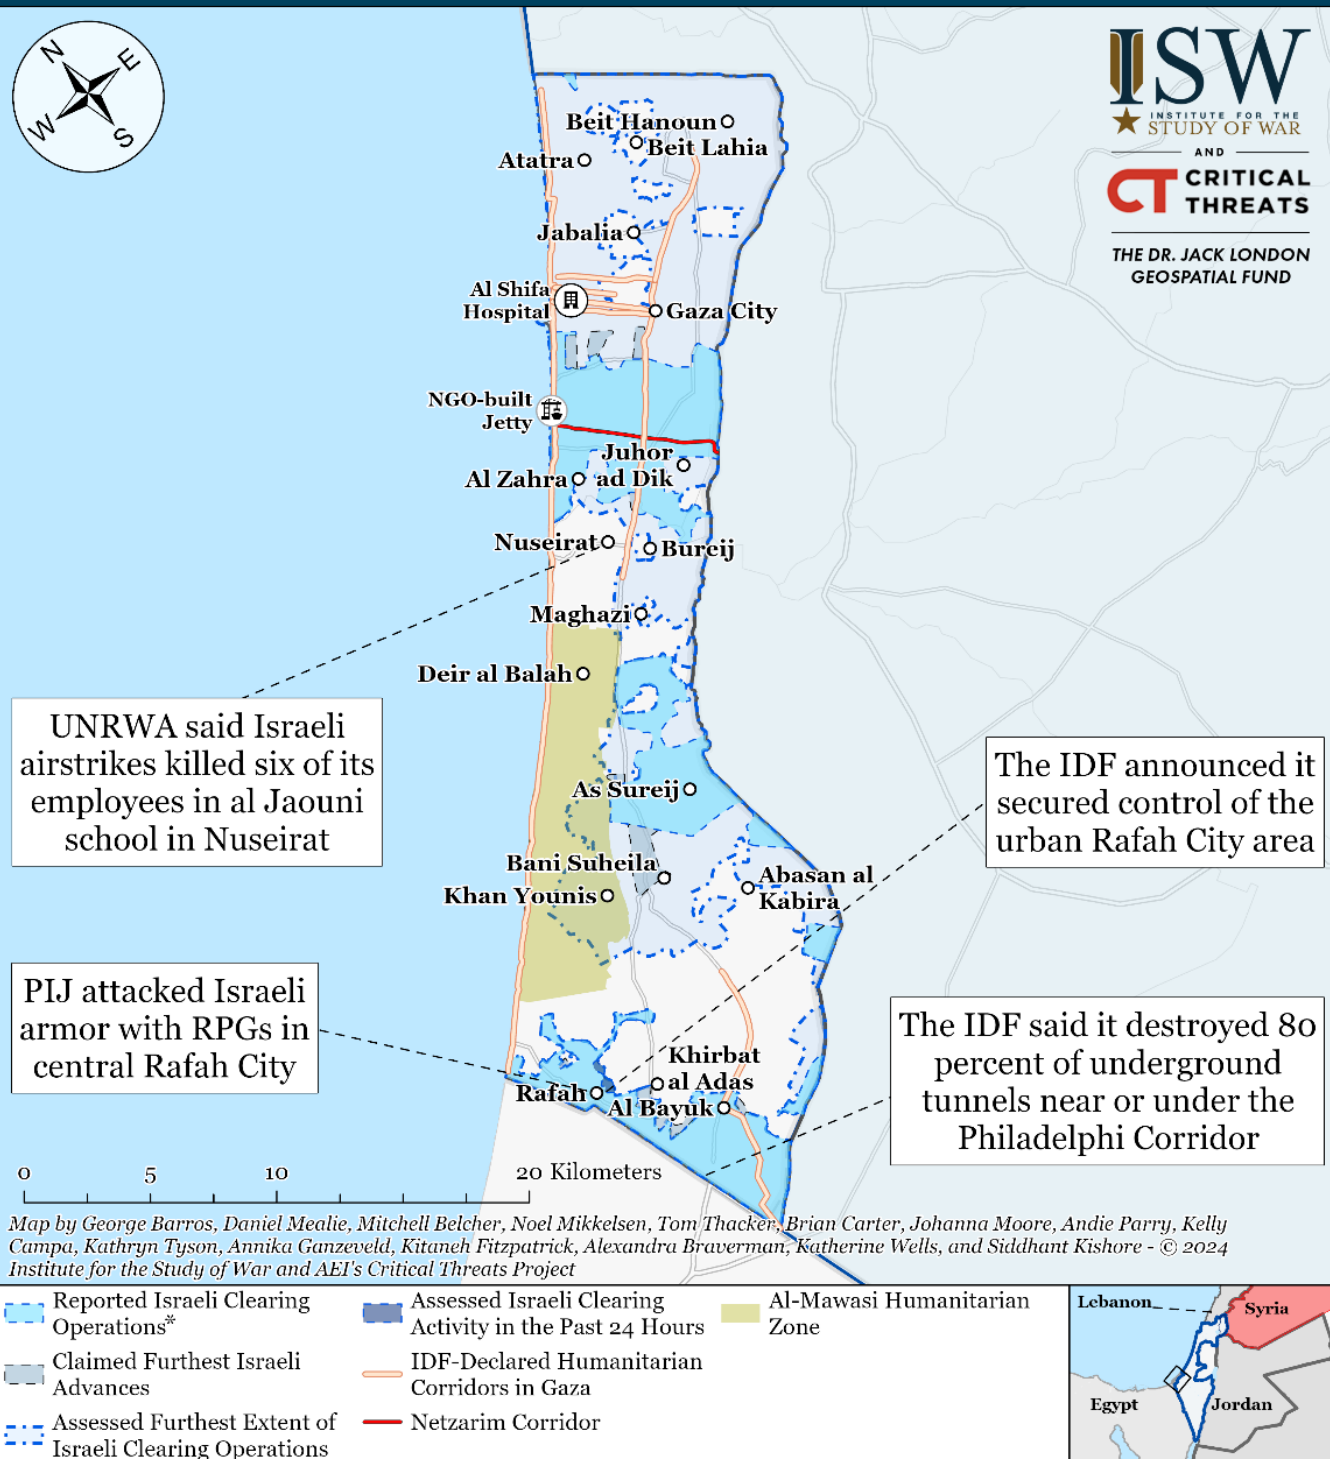 N
E
W
S
ISW
INSTITUTE FOR THE
STUDY OF WAR
AND
CT CRITICAL
THREATS
THE DR. JACK LONDON
GEOSPATIAL FUND
Beit Hanoun
Beit Lahia
Atatra
Jabalia
Al Shifa
Hospital
Gaza City
NGO-built
Jetty
Juhor
ad Dik
Al Zahra
Nuseirat
Bureij
Maghazi
Deir al Balah
UNRWA said Israeli
airstrikes killed six of its
employees in al Jaouni
school in Nuseirat
The IDF announced it
secured control of the
urban Rafah City area
As Sureij
Bani Suheila
Abasan al
Kabira
Khan Younis
PIJ attacked Israeli
armor with RPGs in
central Rafah City
The IDF said it destroyed 80
percent of underground
tunnels near or under the
Philadelphi Corridor
Khirbat
al Adas
Rafah
Al Bayuk
0 5 10 20 Kilometers
Map by George Barros, Daniel Mealie, Mitchell Belcher, Noel Mikkelsen, Tom Thacker, Brian Carter, Johanna Moore, Andie Parry, Kelly
Campa, Kathryn Tyson, Annika Ganzeveld, Kitaneh Fitzpatrick, Alexandra Braverman, Katherine Wells, and Siddhant Kishore - © 2024
Institute for the Study of War and AEI's Critical Threats Project
Reported Israeli Clearing
Operations*
Claimed Furthest Israeli
Advances
Assessed Furthest Extent of
Israeli Clearing Operations
Assessed Israeli Clearing
Activity in the Past 24 Hours
IDF-Declared Humanitarian
Corridors in Gaza
Netzarim Corridor
Al-Mawasi Humanitarian
Zone
Lebanon
Syria
Egypt
Jordan